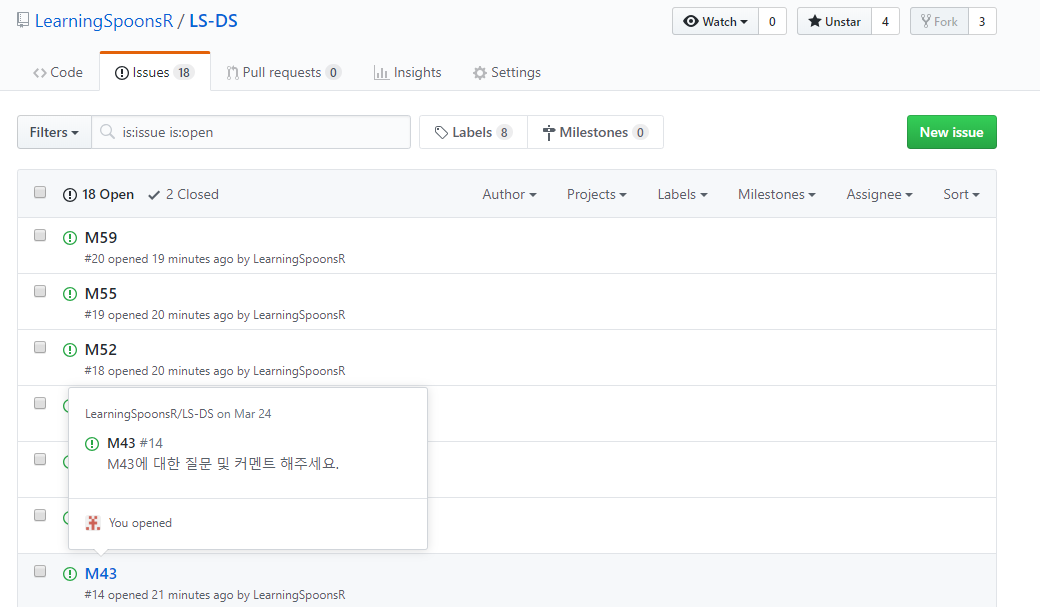 LearningSpoonsR / LS-DS
Watch 0
Unstar 4
Fork 3
Code
Issues 18
Pull requests 0
Insights
Settings
Filters
is:issue is:open
Labels 8
Milestones 0
New issue
18 Open
2 Closed
Author
Projects
Labels
Milestones
Assignee
Sort
M59
#20 opened 19 minutes ago by LearningSpoonsR
M55
#19 opened 20 minutes ago by LearningSpoonsR
M52
#18 opened 20 minutes ago by LearningSpoonsR
LearningSpoonsR/LS-DS on Mar 24
M43 #14
M43에 대한 질문 및 커멘트 해주세요.
You opened
M43
#14 opened 21 minutes ago by LearningSpoonsR